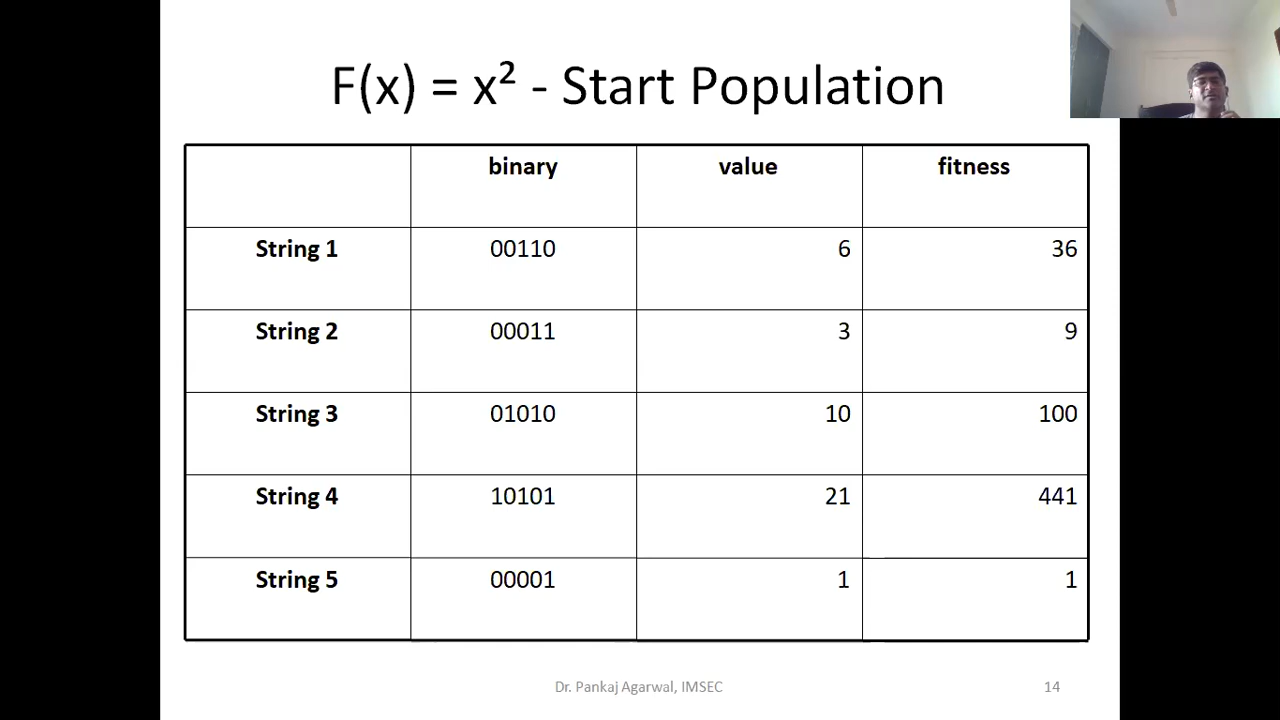 F(x) = x² - Start Population
binary value fitness
String 1 00110 6 36
String 2 00011 3 9
String 3 01010 10 100
String 4 10101 21 441
String 5 00001 1 1
Dr. Pankaj Agarwal, IMSEC 14